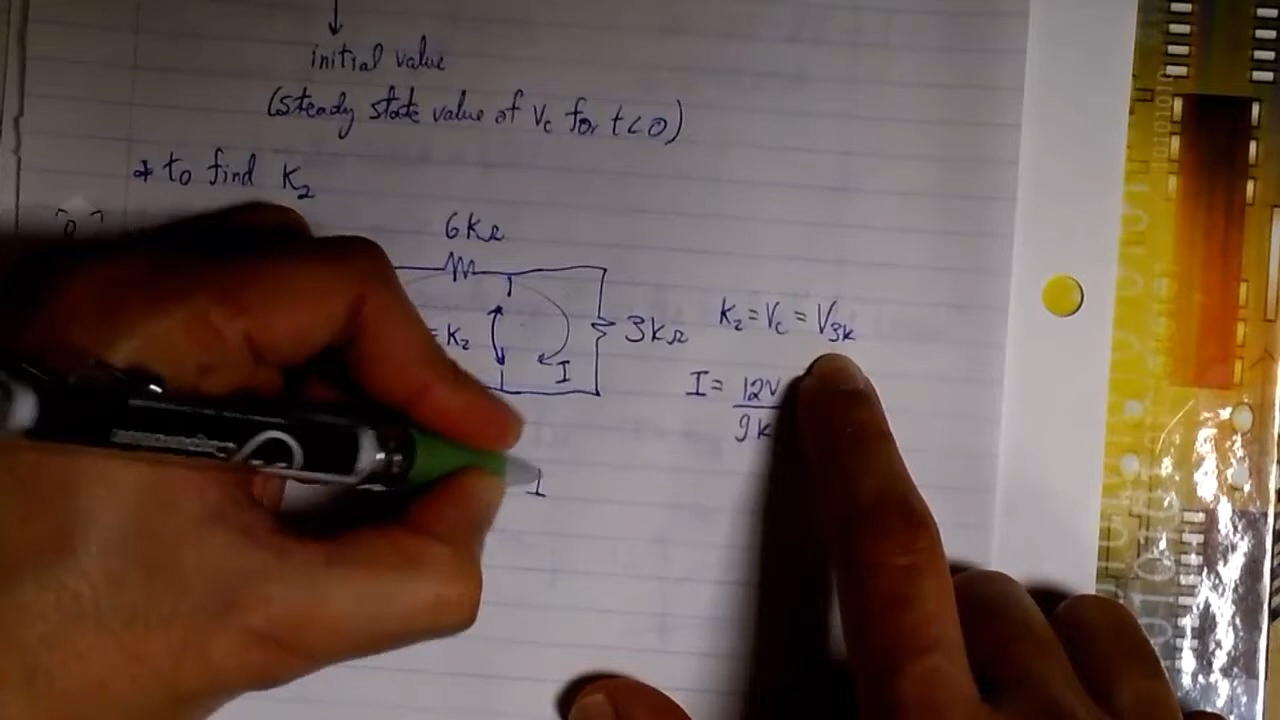 initial value
(steady state value of Vc for t<0)
* to find K₂
6kΩ
= K₂
I
3kΩ
K₂ = Vc = V3k
I = 12V
9k
I